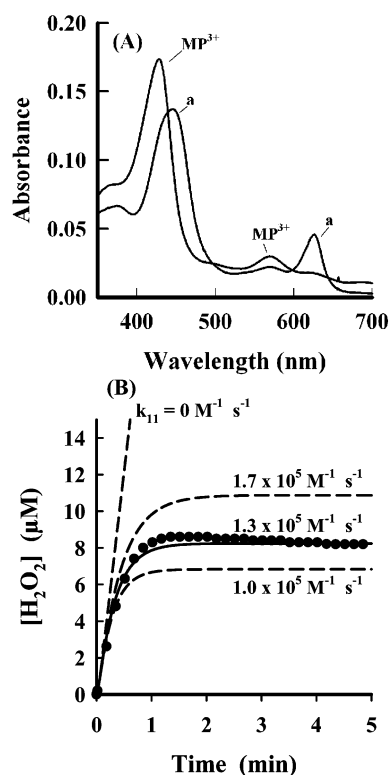 (A)
MP³⁺
a
MP³⁺
a
Absorbance
0.20
0.15
0.10
0.05
0.00
400
500
600
700
Wavelength (nm)
(B)
k₁₁ = 0 M⁻¹ s⁻¹
1.7 x 10⁵ M⁻¹ s⁻¹
1.3 x 10⁵ M⁻¹ s⁻¹
1.0 x 10⁵ M⁻¹ s⁻¹
[H₂O₂] (µM)
14
12
10
8
6
4
2
0
0
1
2
3
4
5
Time (min)